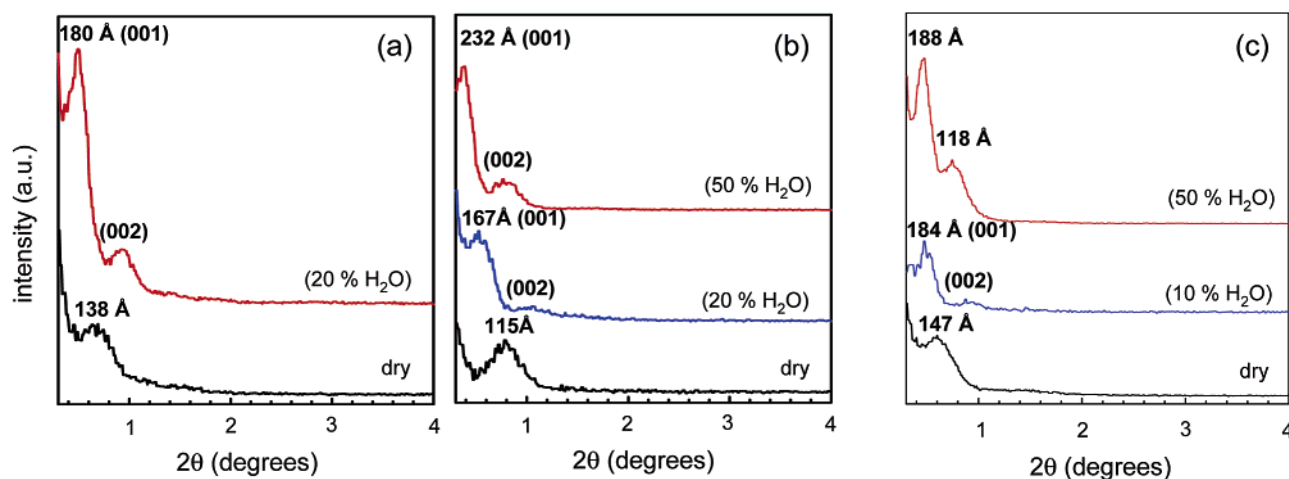 intensity (a.u.)
(a)
180 Å (001)
(002)
(20 % H₂O)
138 Å
dry
1
2
3
4
2θ (degrees)
(b)
232 Å (001)
(002)
(50 % H₂O)
167Å (001)
(002)
(20 % H₂O)
115Å
dry
1
2
3
4
2θ (degrees)
(c)
188 Å
118 Å
(50 % H₂O)
184 Å (001)
(002)
(10 % H₂O)
147 Å
dry
1
2
3
4
2θ (degrees)